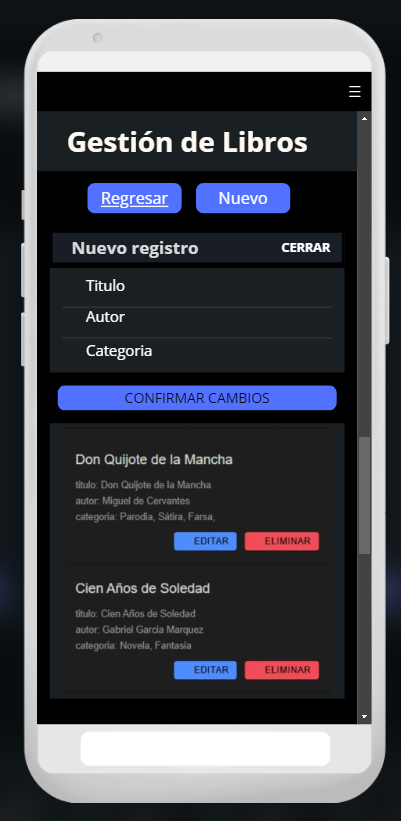 Gestión de Libros
Regresar Nuevo
Nuevo registro CERRAR
Titulo
Autor
Categoria
CONFIRMAR CAMBIOS
Don Quijote de la Mancha
titulo: Don Quijote de la Mancha
autor: Miguel de Cervantes
categoria: Parodia, Sátira, Farsa,
EDITAR ELIMINAR
Cien Años de Soledad
titulo: Cien Años de Soledad
autor: Gabriel Garcia Marquez
categoria: Novela, Fantasia
EDITAR ELIMINAR